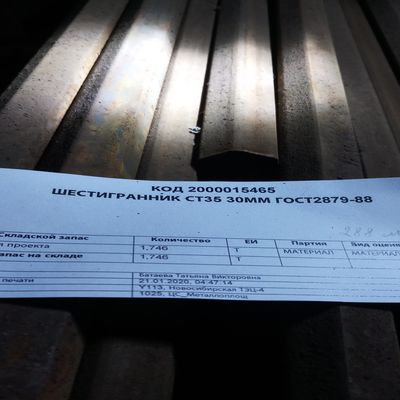 КОД 2000015465
ШЕСТИГРАННИК СТ35 30ММ ГОСТ2879-88
Складской запас Количество ЕИ Партия Вид оценки
проекта 1,746 Т МАТЕРИАЛ МАТЕРИАЛ
запас на складе 1,746 Т
Батаева Татьяна Викторовна
печати 21.01.2020, 04:47:14
У113, Новосибирская ТЭЦ-4
1025, ЦС_Металлоплощ